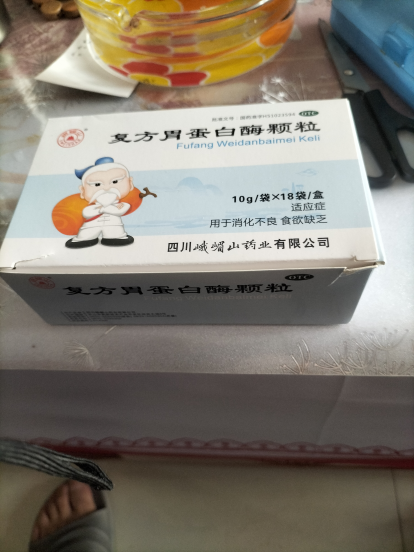 OTC
复方胃蛋白酶颗粒
Fufang Weidanbaimei Keli
10g/袋×18袋/盒
适应症
用于消化不良 食欲缺乏
四川峨嵋山药业有限公司
OTC
复方胃蛋白酶颗粒